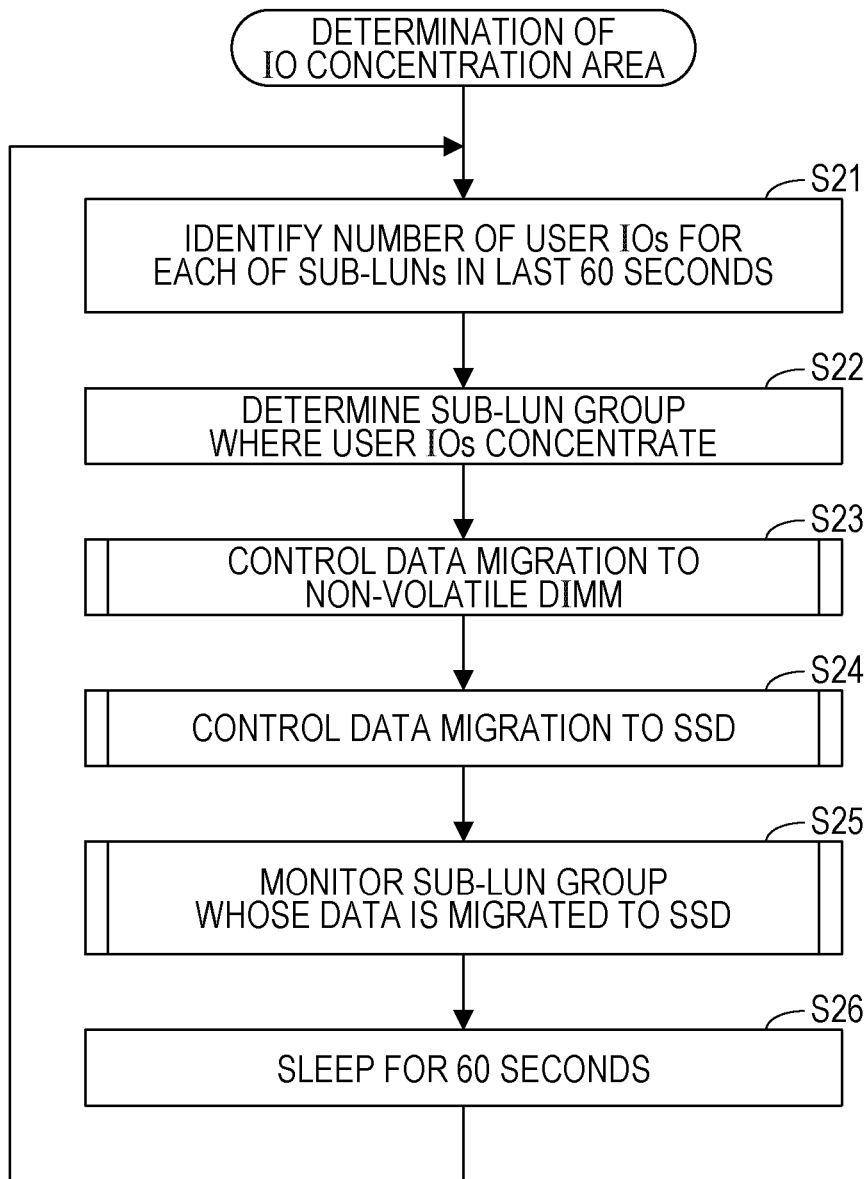 DETERMINATION OF
IO CONCENTRATION AREA
S21
IDENTIFY NUMBER OF USER IOs FOR
EACH OF SUB-LUNs IN LAST 60 SECONDS
S22
DETERMINE SUB-LUN GROUP
WHERE USER IOs CONCENTRATE
S23
CONTROL DATA MIGRATION TO
NON-VOLATILE DIMM
S24
CONTROL DATA MIGRATION TO SSD
S25
MONITOR SUB-LUN GROUP
WHOSE DATA IS MIGRATED TO SSD
S26
SLEEP FOR 60 SECONDS